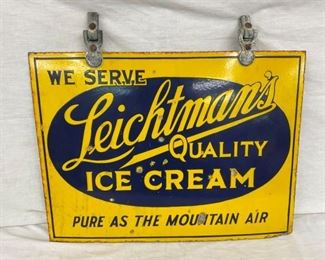 WE SERVE
Leichtman's
QUALITY
ICE CREAM
PURE AS THE MOUNTAIN AIR